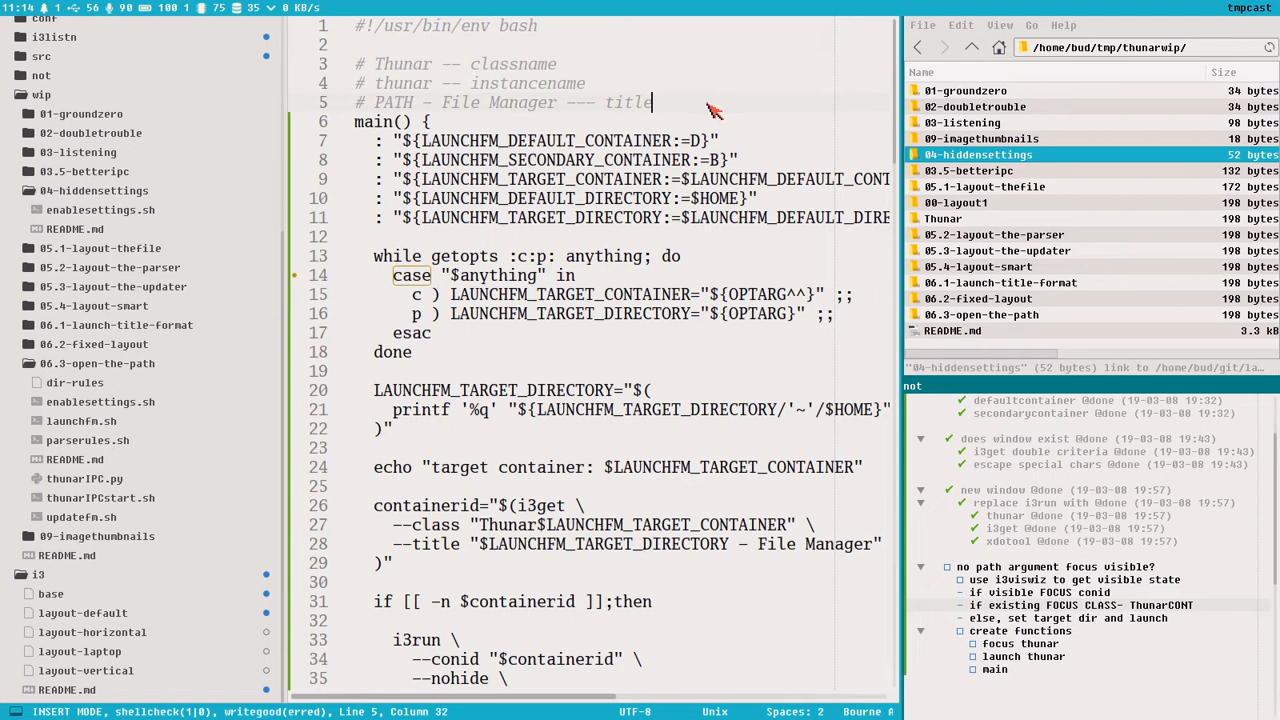 11:14 1 56 90 100 1 75 35 0 KB/s
tmpcast
conf
i3listn
src
not
wip
01-groundzero
02-doubletrouble
03-listening
03.5-betteripc
04-hiddensettings
enablesettings.sh
README.md
05.1-layout-thefile
05.2-layout-the-parser
05.3-layout-the-updater
05.4-layout-smart
06.1-launch-title-format
06.2-fixed-layout
06.3-open-the-path
dir-rules
enablesettings.sh
launchfm.sh
parserules.sh
README.md
thunarIPC.py
thunarIPCstart.sh
updatefm.sh
09-imagethumbnails
README.md
i3
base
layout-default
layout-horizontal
layout-laptop
layout-vertical
README.md
1 #!/usr/bin/env bash
2
3 # Thunar -- classname
4 # thunar -- instancename
5 # PATH - File Manager --- title
6 main() {
7 : "${LAUNCHFM_DEFAULT_CONTAINER:=D}"
8 : "${LAUNCHFM_SECONDARY_CONTAINER:=B}"
9 : "${LAUNCHFM_TARGET_CONTAINER:=$LAUNCHFM_DEFAULT_CONT
10 : "${LAUNCHFM_DEFAULT_DIRECTORY:=$HOME}"
11 : "${LAUNCHFM_TARGET_DIRECTORY:=$LAUNCHFM_DEFAULT_DIRE
12
13 while getopts :c:p: anything; do
14 case "$anything" in
15 c ) LAUNCHFM_TARGET_CONTAINER="${OPTARG^^}" ;;
16 p ) LAUNCHFM_TARGET_DIRECTORY="${OPTARG}" ;;
17 esac
18 done
19
20 LAUNCHFM_TARGET_DIRECTORY="$(
21 printf '%q' "${LAUNCHFM_TARGET_DIRECTORY/'~'/$HOME}"
22 )"
23
24 echo "target container: $LAUNCHFM_TARGET_CONTAINER"
25
26 containerid="$(i3get \
27 --class "Thunar$LAUNCHFM_TARGET_CONTAINER" \
28 --title "$LAUNCHFM_TARGET_DIRECTORY - File Manager"
29 )"
30
31 if [[ -n $containerid ]];then
32
33 i3run \
34 --conid "$containerid" \
35 --nohide \
File Edit View Go Help
/home/bud/tmp/thunarwip/
Name Size
01-groundzero 34 bytes
02-doubletrouble 34 bytes
03-listening 98 bytes
09-imagethumbnails 18 bytes
04-hiddensettings 52 bytes
03.5-betteripc 132 bytes
05.1-layout-thefile 172 bytes
00-layout1 198 bytes
Thunar 198 bytes
05.2-layout-the-parser 198 bytes
05.3-layout-the-updater 198 bytes
05.4-layout-smart 198 bytes
06.1-launch-title-format 198 bytes
06.2-fixed-layout 198 bytes
06.3-open-the-path 198 bytes
README.md 3.3 kB
"04-hiddensettings" (52 bytes) link to /home/bud/git/la…
not
defaultcontainer @done (19-03-08 19:32)
secondarycontainer @done (19-03-08 19:32)
does window exist @done (19-03-08 19:43)
i3get double criteria @done (19-03-08 19:43)
escape special chars @done (19-03-08 19:43)
new window @done (19-03-08 19:57)
replace i3run with @done (19-03-08 19:57)
thunar @done (19-03-08 19:57)
i3get @done (19-03-08 19:57)
xdotool @done (19-03-08 19:57)
no path argument focus visible?
use i3viswiz to get visible state
- if visible FOCUS conid
- if existing FOCUS CLASS- ThunarCONT
- else, set target dir and launch
create functions
focus thunar
launch thunar
main
INSERT MODE, shellcheck(1|0), writegood(erred), Line 5, Column 32 UTF-8 Unix Spaces: 2 Bourne A